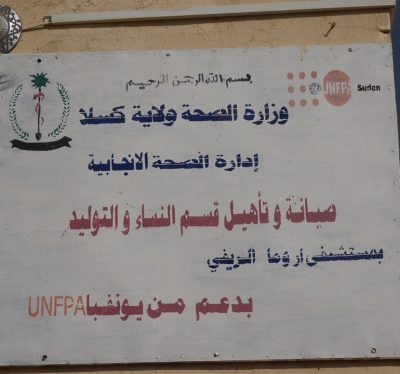 بسم الله الرحمن الرحيم
UNFPA Sudan
وزارة الصحة ولاية كسلا
إدارة الصحة الانجابية
صيانة و تأهيل قسم النساء و التوليد
بمستشفى اروما الريفي
بدعم من يونفبا UNFPA